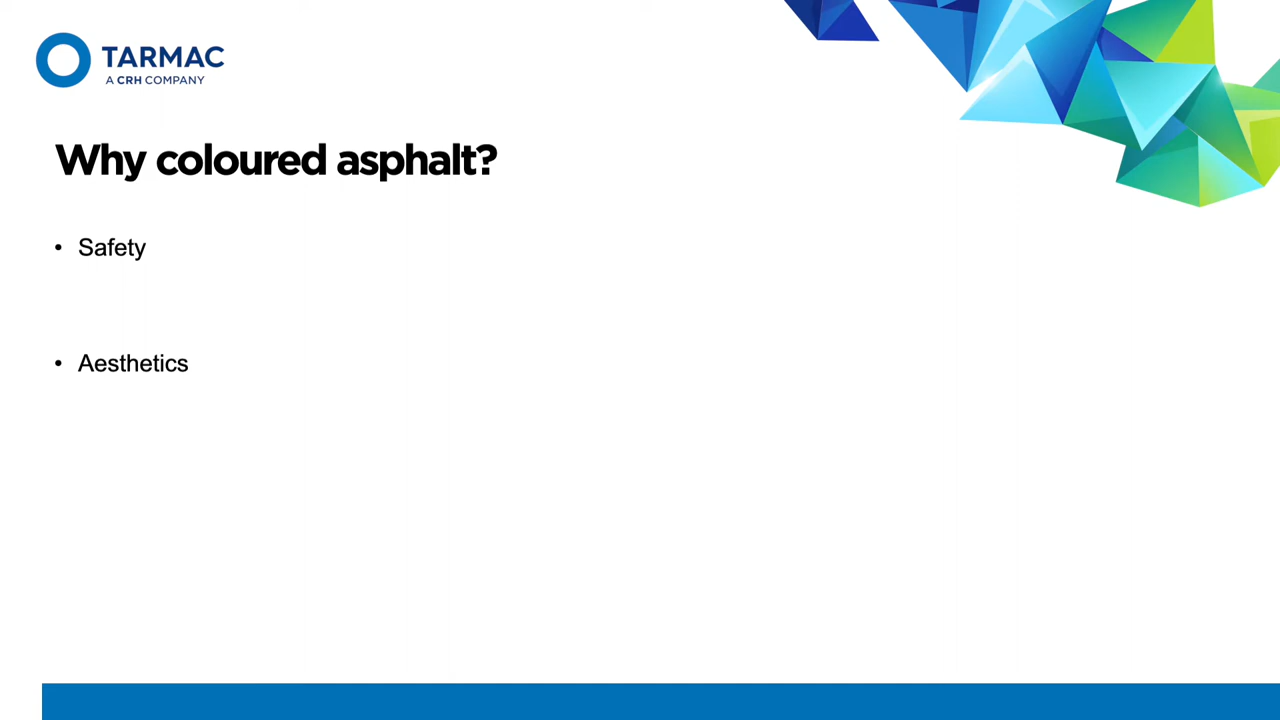 TARMAC
A CRH COMPANY
Why coloured asphalt?
• Safety
• Aesthetics